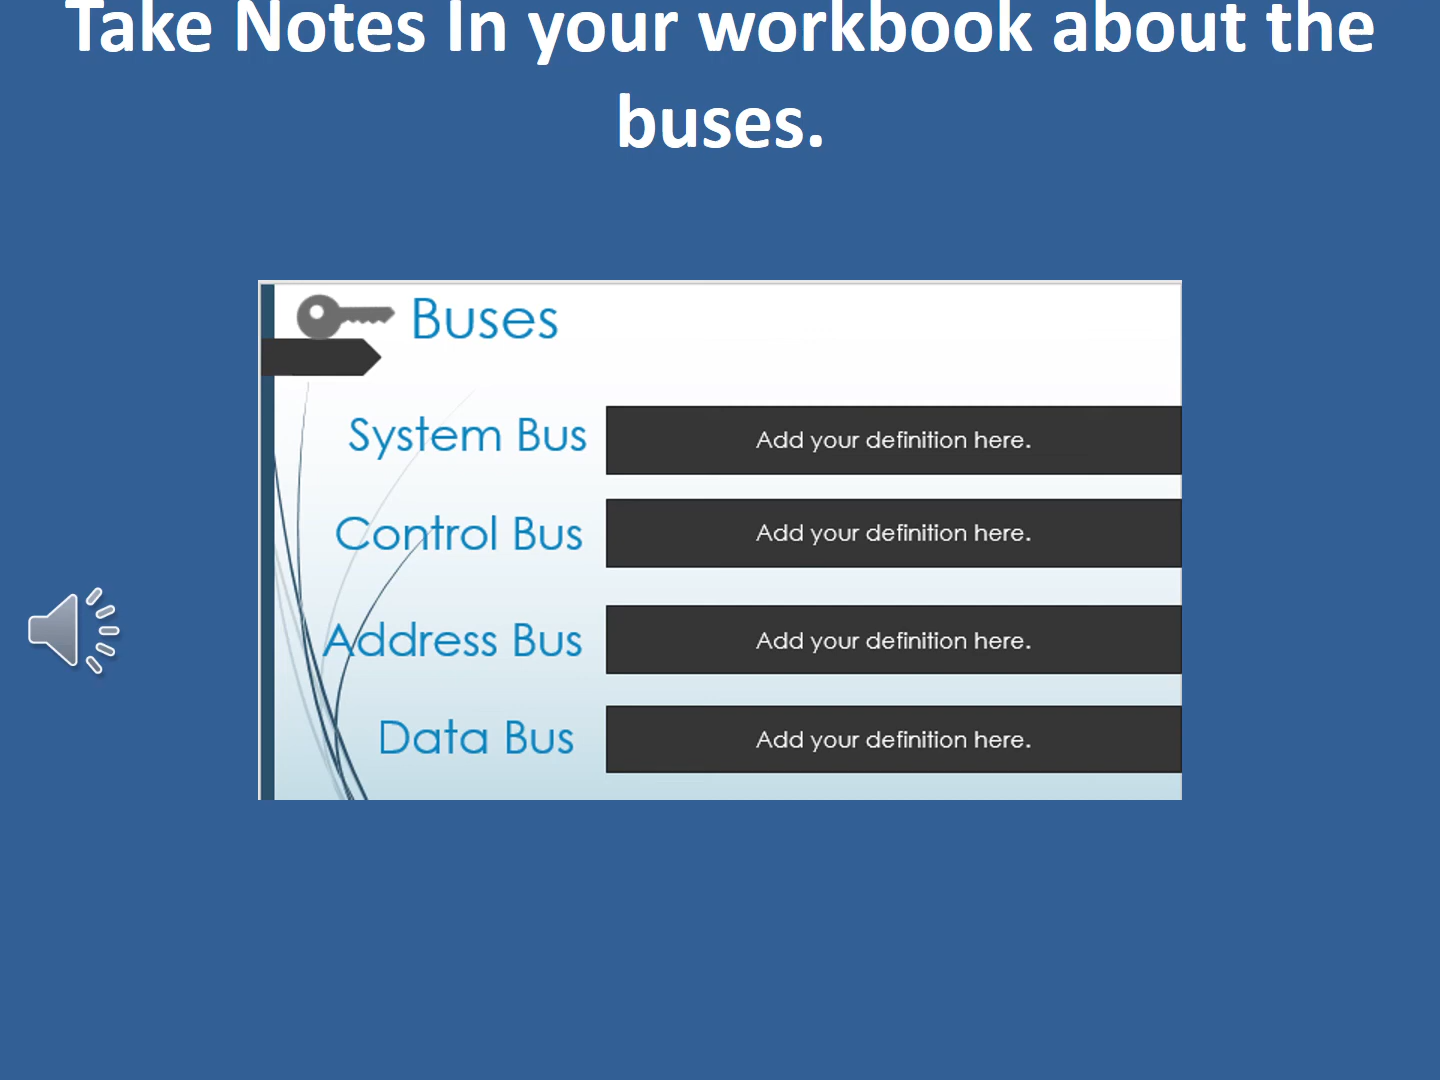 Take Notes In your workbook about the
buses.
Buses
System Bus
Add your definition here.
Control Bus
Add your definition here.
Address Bus
Add your definition here.
Data Bus
Add your definition here.